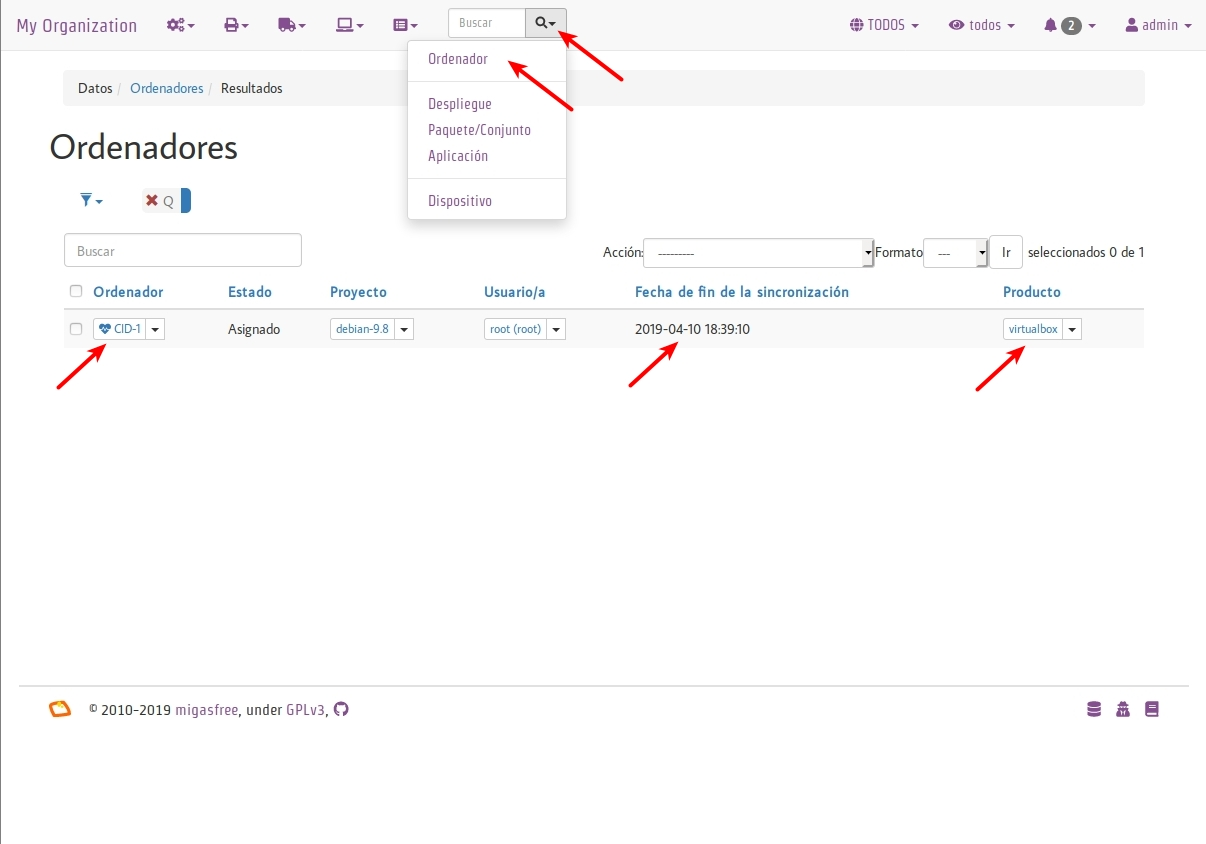 My Organization
Buscar
TODOS
todos
2
admin
Ordenador
Despliegue
Paquete/Conjunto
Aplicación
Dispositivo
Datos / Ordenadores / Resultados
Ordenadores
Q
Buscar
Acción: --------- Formato --- Ir seleccionados 0 de 1
Ordenador Estado Proyecto Usuario/a Fecha de fin de la sincronización Producto
CID-1 Asignado debian-9.8 root (root) 2019-04-10 18:39:10 virtualbox
© 2010-2019 migasfree, under GPLv3,